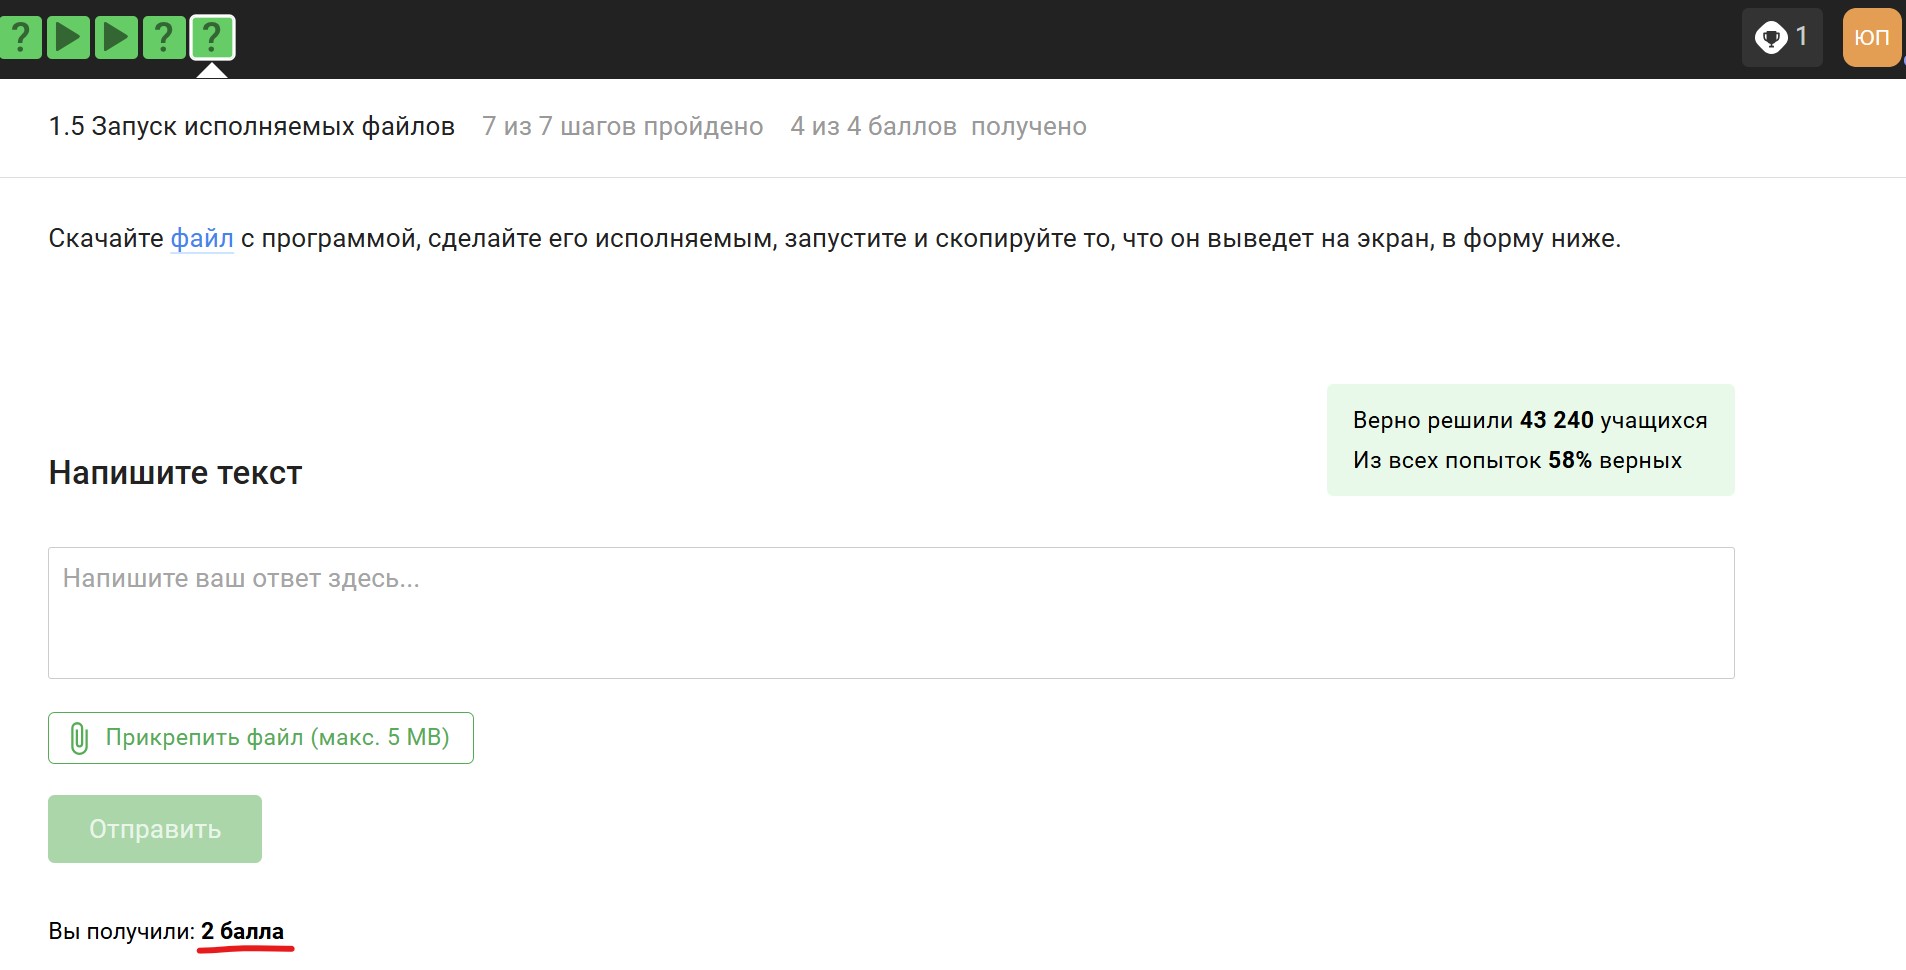 ? ? ?
1
ЮП
1.5 Запуск исполняемых файлов 7 из 7 шагов пройдено 4 из 4 баллов получено
Скачайте файл с программой, сделайте его исполняемым, запустите и скопируйте то, что он выведет на экран, в форму ниже.
Верно решили 43 240 учащихся
Из всех попыток 58% верных
Напишите текст
Напишите ваш ответ здесь...
Прикрепить файл (макс. 5 MB)
Отправить
Вы получили: 2 балла